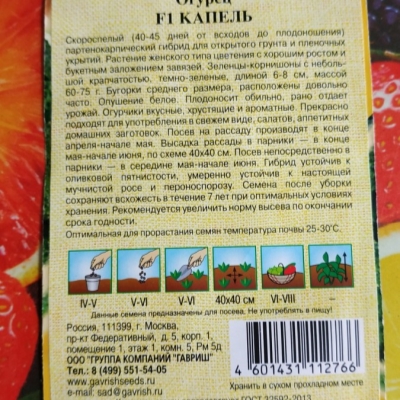 Огурец
F1 КАПЕЛЬ
Скороспелый (40-45 дней от всходов до плодоношения)
партенокарпический гибрид для открытого грунта и пленочных
укрытий. Растение женского типа цветения с хорошим ростом и
букетным заложением завязей. Зеленцы-корнишоны с неболь-
шой крапчатостью, темно-зеленые, длиной 6-8 см, массой
60-75 г. Бугорки среднего размера, расположены довольно
часто. Опушение белое. Плодоносит обильно, рано отдает
урожай. Огурчики вкусные, хрустящие и ароматные. Прекрасно
подходят для употребления в свежем виде, салатов, аппетитных
домашних заготовок. Посев на рассаду производят в конце
апреля-начале мая. Высадка рассады в парники — в конце
мая-начале июня, по схеме 40х40 см. Посев непосредственно в
парники — в середине мая-начале июня. Гибрид устойчив к
оливковой пятнистости, умеренно устойчив к настоящей
мучнистой росе и пероноспорозу. Семена после уборки
сохраняют всхожесть в течение 7 лет при оптимальных условиях
хранения. Рекомендуется увеличить норму высева по окончании
срока годности.
Оптимальная для прорастания семян температура почвы 25-30°С.
IV-V V-VI V-VI 40х40 см VI-VIII –
Данные семена предназначены для посева. Не употреблять в пищу!
Россия, 111399, г. Москва,
пр-кт Федеративный, д. 5, корп. 1,
помещение 1, этаж 1, комн. 5, Рм 5д
ООО "ГРУППА КОМПАНИЙ "ГАВРИШ"
Тел.: 8 (499) 551-54-05
www.gavrishseeds.ru
e-mail: sad@gavrish.ru
4 601431 112766
Хранить в сухом прохладном месте
ГОСТ 32592-2013